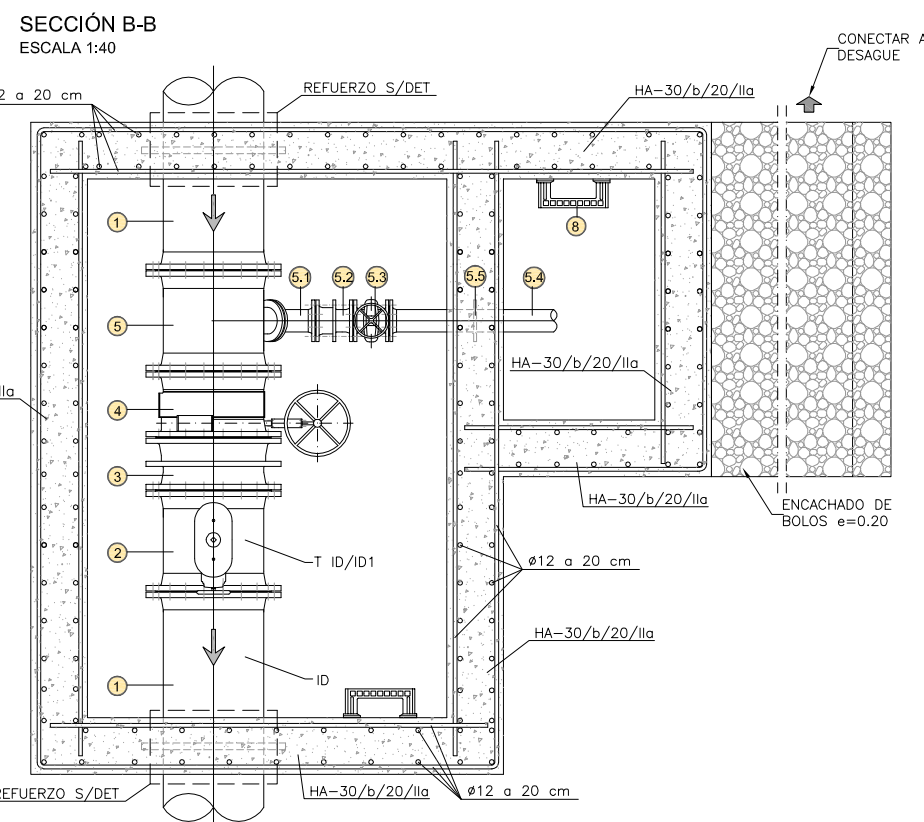 SECCIÓN B-B
ESCALA 1:40
CONECTAR A
DESAGUE
2 a 20 cm
REFUERZO S/DET
HA-30/b/20/IIa
1
8
5.1
5.2
5.3
5.5
5.4
5
HA-30/b/20/IIa
IIa
4
3
HA-30/b/20/IIa
ENCACHADO DE
BOLOS e=0.20
2
T ID/ID1
ø12 a 20 cm
HA-30/b/20/IIa
ID
1
REFUERZO S/DET
HA-30/b/20/IIa
ø12 a 20 cm